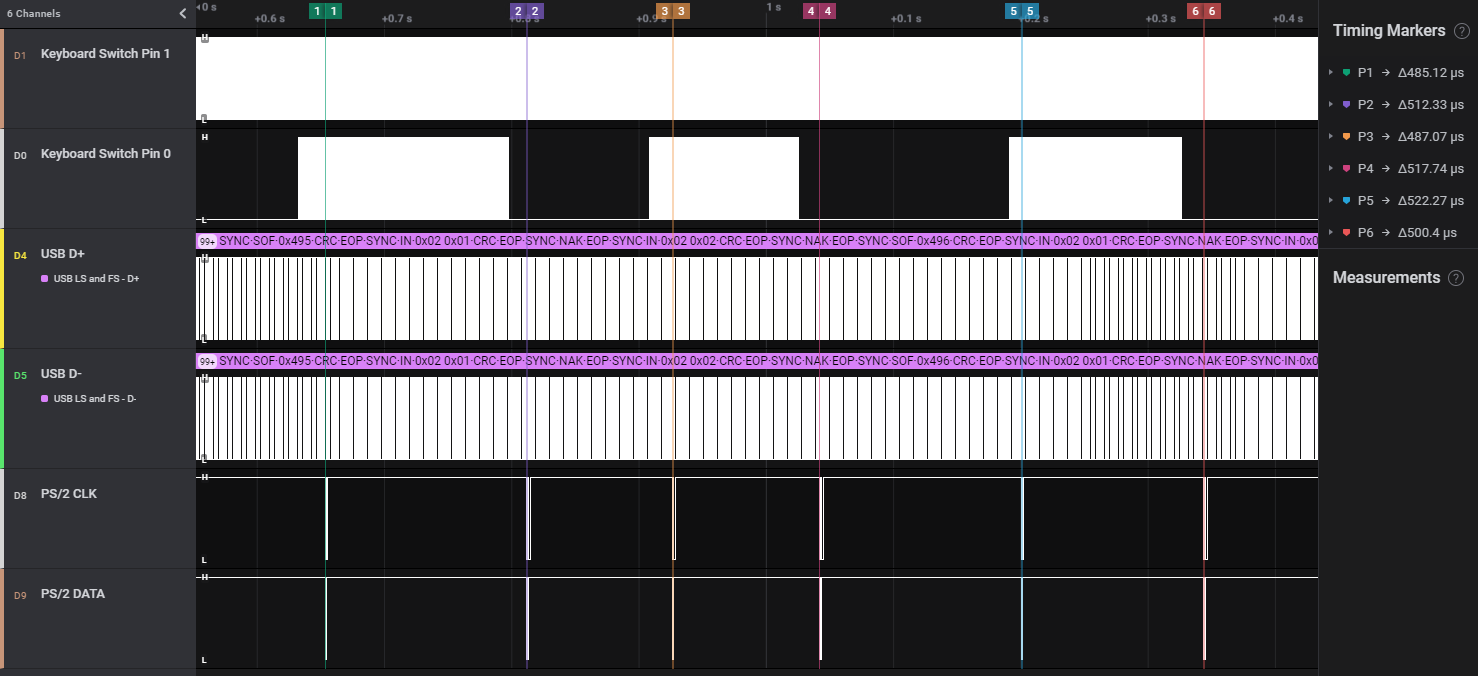 6 Channels
0 s
+0.6 s
+0.7 s
+0.9
1 s
+0.1 s
0.2 s
+0.3 s
+0.4 s
1 1
2 2
3 3
4 4
5 5
6 6
D1 Keyboard Switch Pin 1
H
L
D0 Keyboard Switch Pin 0
H
L
99+ SYNC·SOF·0x495·CRC·EOP·SYNC·IN·0x02 0x01·CRC·EOP·SYNC·NAK·EOP·SYNC·IN·0x02 0x02·CRC·EOP·SYNC·NAK·EOP·SYNC·SOF·0x496·CRC·EOP·SYNC·IN·0x02 0x01·CRC·EOP·SYNC·NAK·EOP·SYNC·IN·0x0
D4 USB D+
USB LS and FS - D+
H
L
99+ SYNC·SOF·0x495·CRC·EOP·SYNC·IN·0x02 0x01·CRC·EOP·SYNC·NAK·EOP·SYNC·IN·0x02 0x02·CRC·EOP·SYNC·NAK·EOP·SYNC·SOF·0x496·CRC·EOP·SYNC·IN·0x02 0x01·CRC·EOP·SYNC·NAK·EOP·SYNC·IN·0x0
D5 USB D-
USB LS and FS - D-
H
L
D8 PS/2 CLK
H
L
D9 PS/2 DATA
H
L
Timing Markers ?
P1 → Δ485.12 µs
P2 → Δ512.33 µs
P3 → Δ487.07 µs
P4 → Δ517.74 µs
P5 → Δ522.27 µs
P6 → Δ500.4 µs
Measurements ?